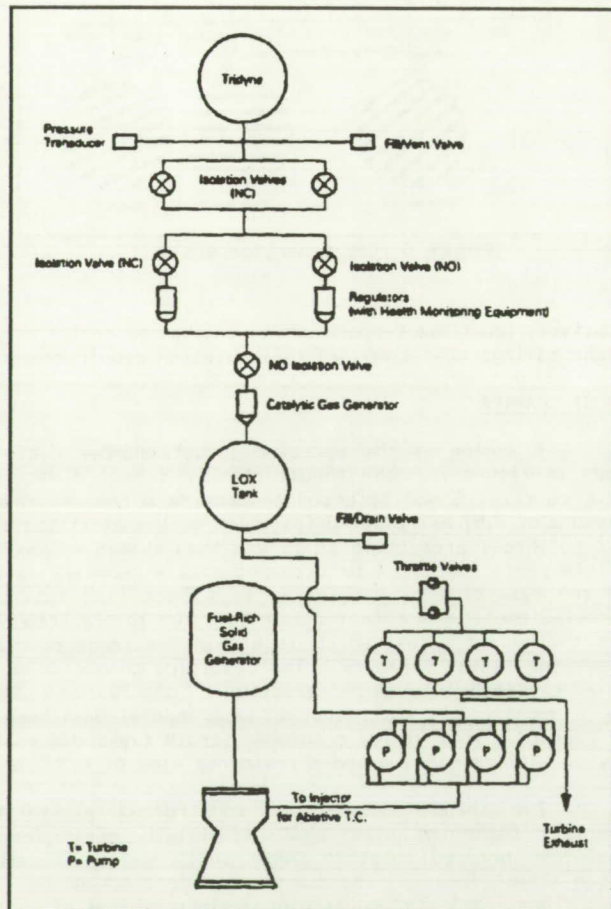 Tridyne
Pressure
Transducer
Fill/Vent Valve
Isolation Valves
(NC)
Isolation Valve (NC)
Isolation Valve (NO)
Regulators
(with Health Monitoring Equipment)
NO Isolation Valve
Catalytic Gas Generator
LOX
Tank
Fill/Drain Valve
Throttle Valves
Fuel-Rich
Solid
Gas
Generator
T T T T
P P P P
To Injector
for Ablative T.C.
T= Turbine
P= Pump
Turbine
Exhaust